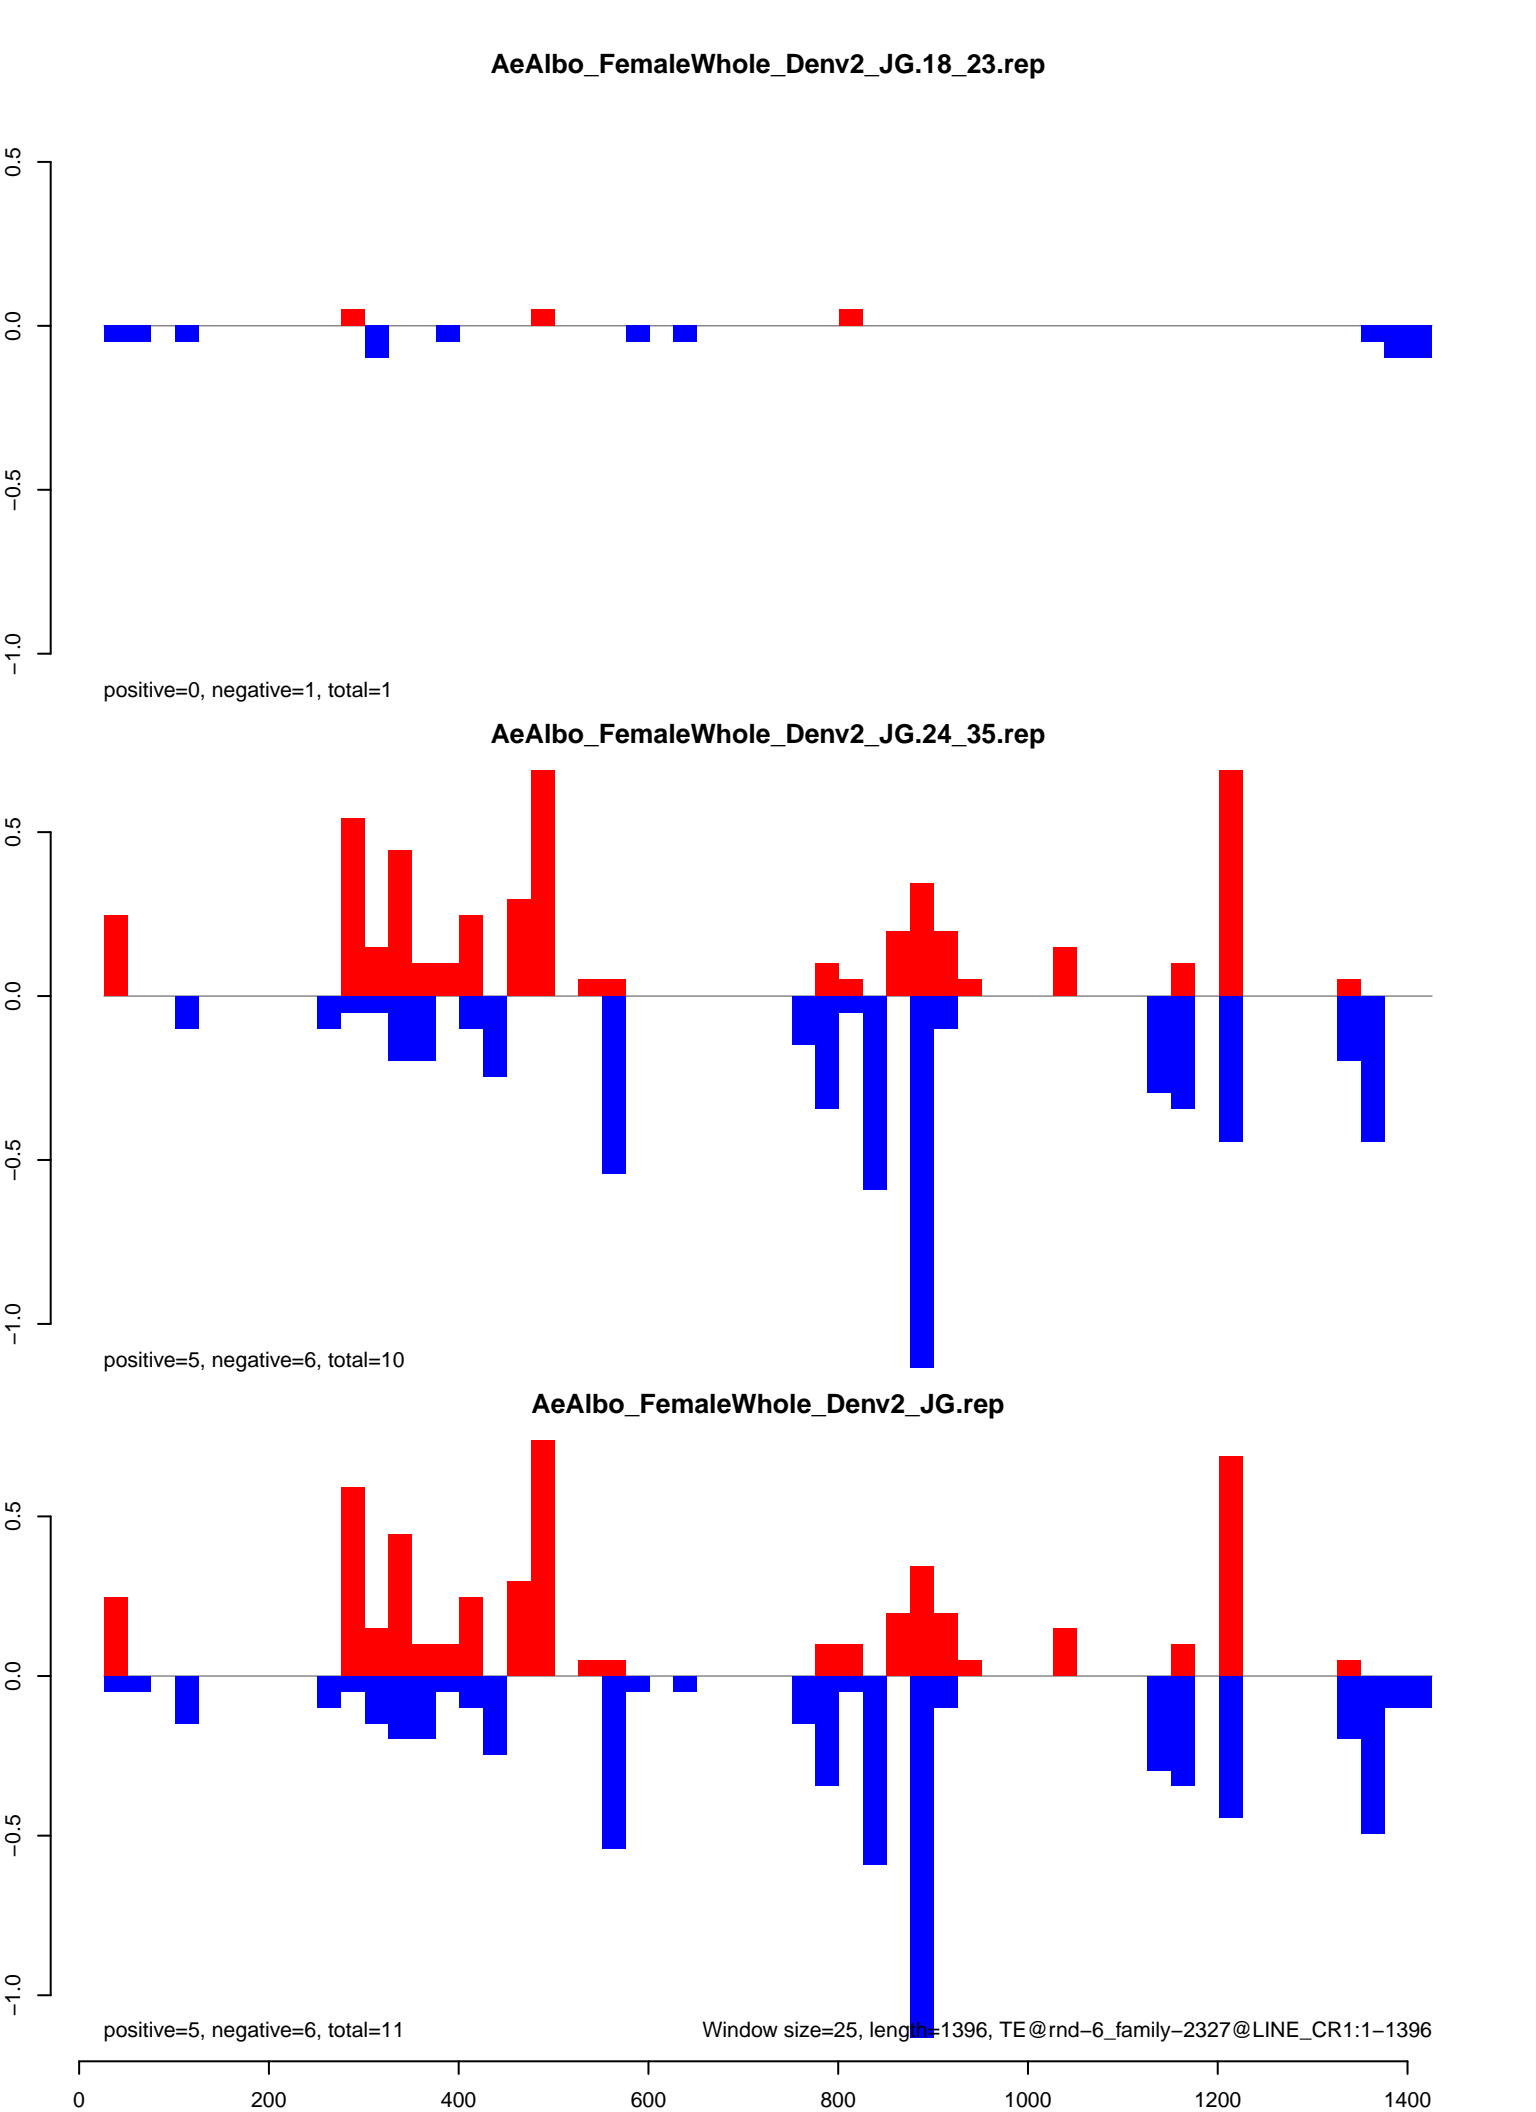 AeAlbo_FemaleWhole_Denv2_JG.18_23.rep
0.5
0.0
−0.5
−1.0
positive=0, negative=1, total=1
AeAlbo_FemaleWhole_Denv2_JG.24_35.rep
0.5
0.0
−0.5
−1.0
positive=5, negative=6, total=10
AeAlbo_FemaleWhole_Denv2_JG.rep
0.5
0.0
−0.5
−1.0
positive=5, negative=6, total=11
Window size=25, length=1396, TE@rnd−6_family−2327@LINE_CR1:1−1396
0 200 400 600 800 1000 1200 1400